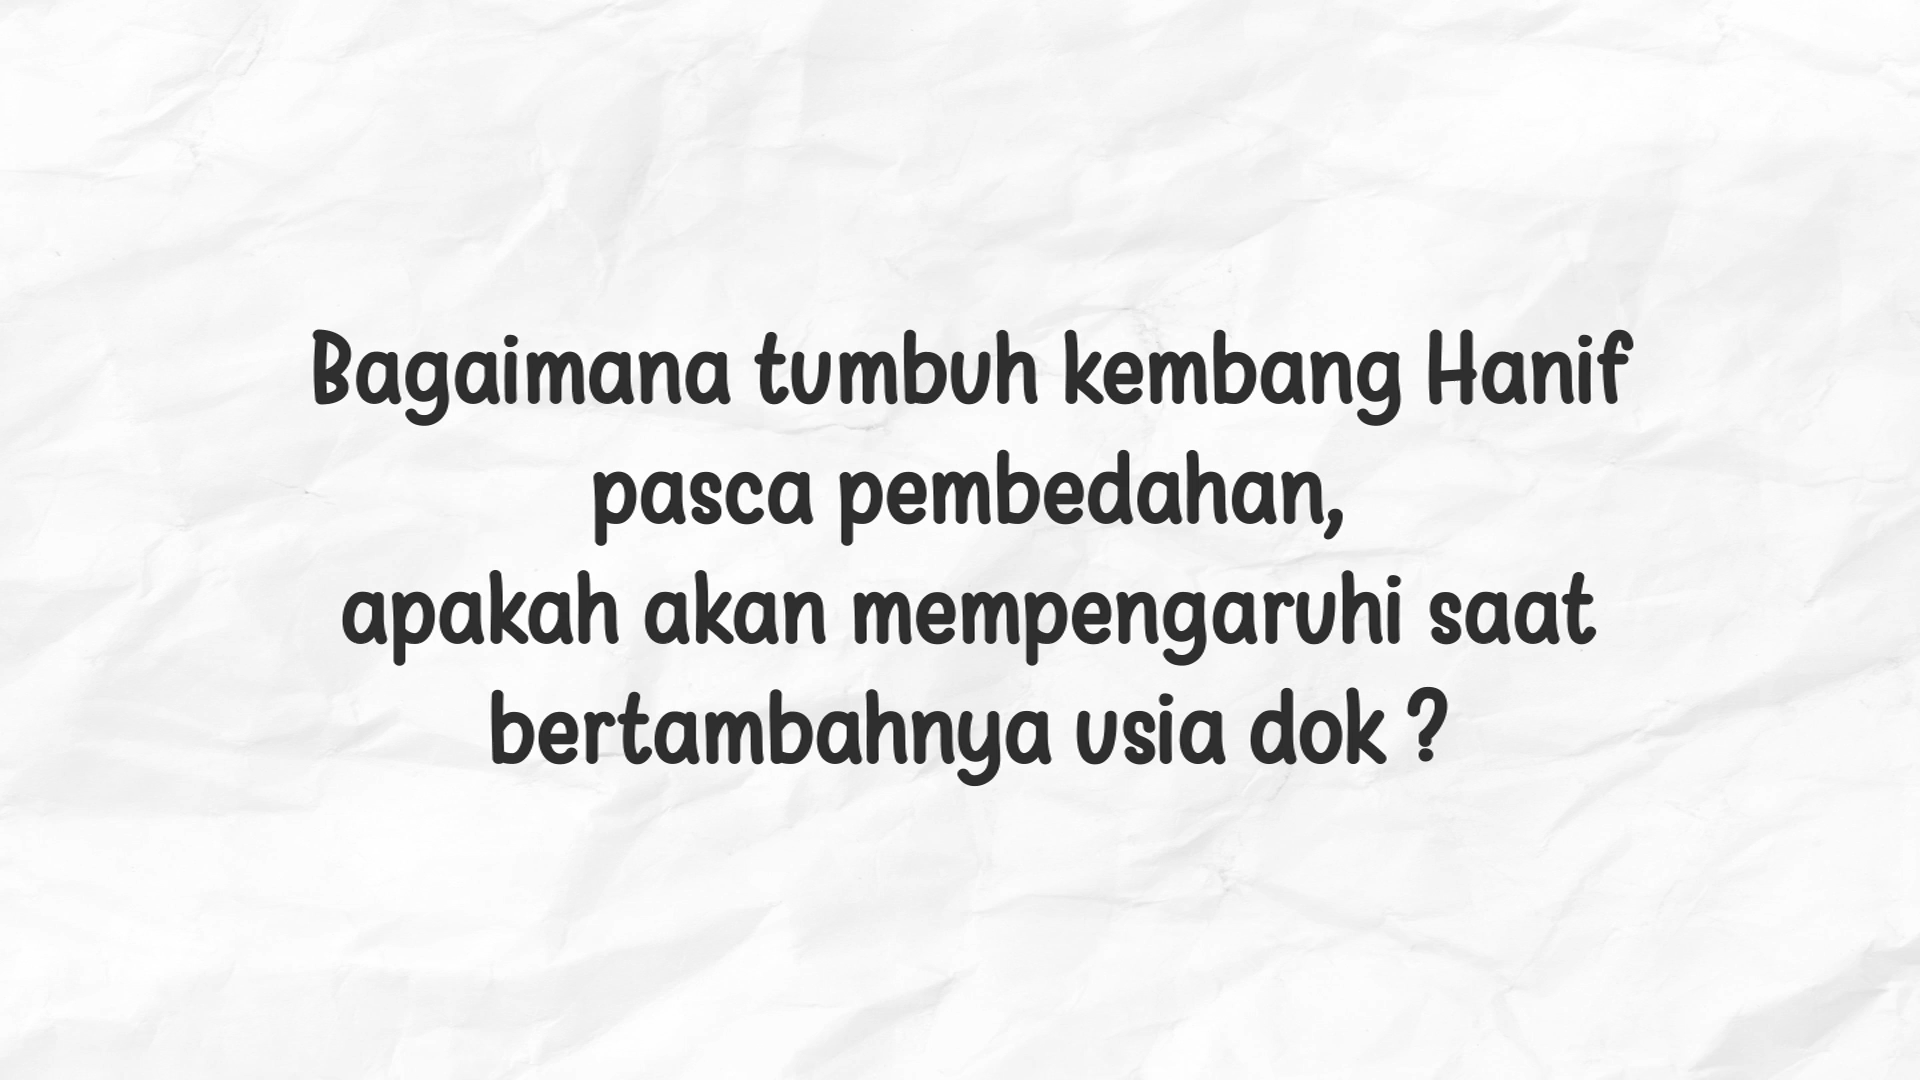 Bagaimana tumbuh kembang Hanif
pasca pembedahan,
apakah akan mempengaruhi saat
bertambahnya usia dok ?